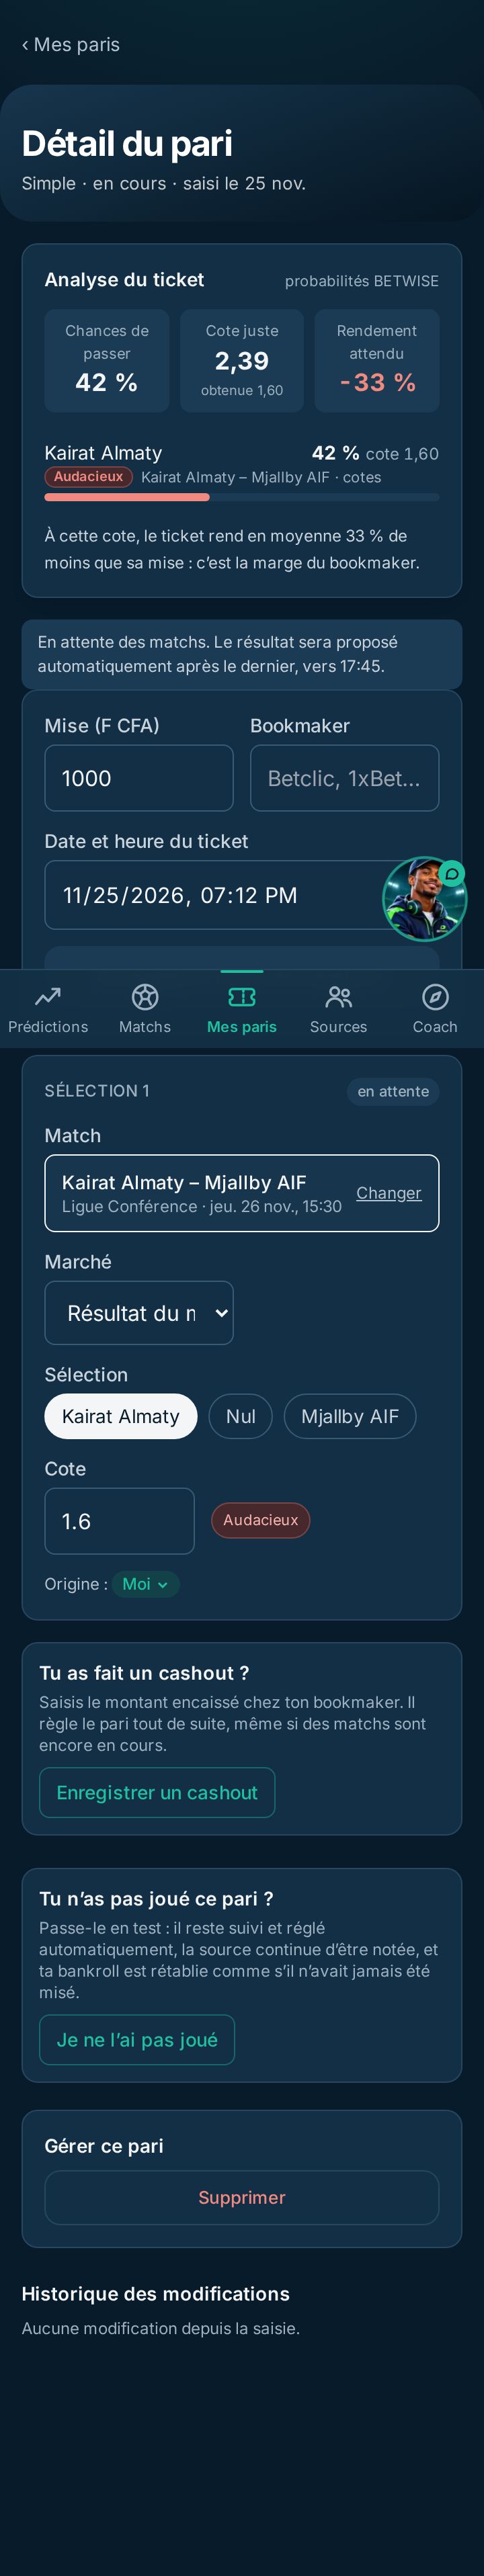 ‹ Mes paris
Détail du pari
Simple · en cours · saisi le 25 nov.
Analyse du ticket
probabilités BETWISE
Chances de
passer
42 %
Cote juste
2,39
obtenue 1,60
Rendement
attendu
-33 %
Kairat Almaty
42 % cote 1,60
Audacieux
Kairat Almaty – Mjallby AIF · cotes
À cette cote, le ticket rend en moyenne 33 % de
moins que sa mise : c’est la marge du bookmaker.
En attente des matchs. Le résultat sera proposé
automatiquement après le dernier, vers 17:45.
Mise (F CFA)
Bookmaker
1000
Betclic, 1xBet…
Date et heure du ticket
11/25/2026, 07:12 PM
Prédictions
Matchs
Mes paris
Sources
Coach
SÉLECTION 1
en attente
Match
Kairat Almaty – Mjallby AIF
Ligue Conférence · jeu. 26 nov., 15:30
Changer
Marché
Résultat du
Sélection
Kairat Almaty
Nul
Mjallby AIF
Cote
1.6
Audacieux
Origine : Moi
Tu as fait un cashout ?
Saisis le montant encaissé chez ton bookmaker. Il
règle le pari tout de suite, même si des matchs sont
encore en cours.
Enregistrer un cashout
Tu n’as pas joué ce pari ?
Passe-le en test : il reste suivi et réglé
automatiquement, la source continue d’être notée, et
ta bankroll est rétablie comme s’il n’avait jamais été
misé.
Je ne l’ai pas joué
Gérer ce pari
Supprimer
Historique des modifications
Aucune modification depuis la saisie.